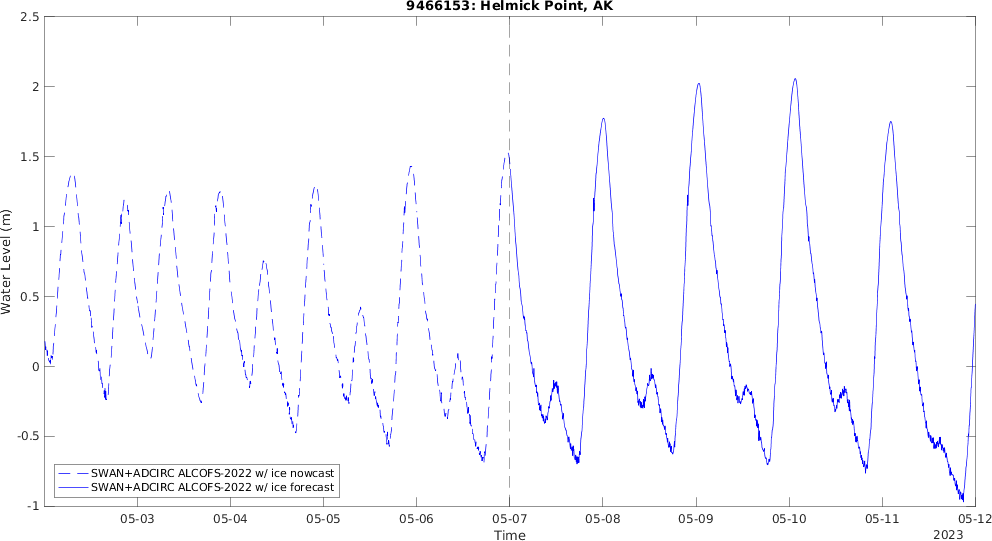 9466153: Helmick Point, AK
2.5
2
1.5
1
0.5
0
-0.5
-1
Water Level (m)
SWAN+ADCIRC ALCOFS-2022 w/ ice nowcast
SWAN+ADCIRC ALCOFS-2022 w/ ice forecast
05-03 05-04 05-05 05-06 05-07 05-08 05-09 05-10 05-11 05-12
Time
2023